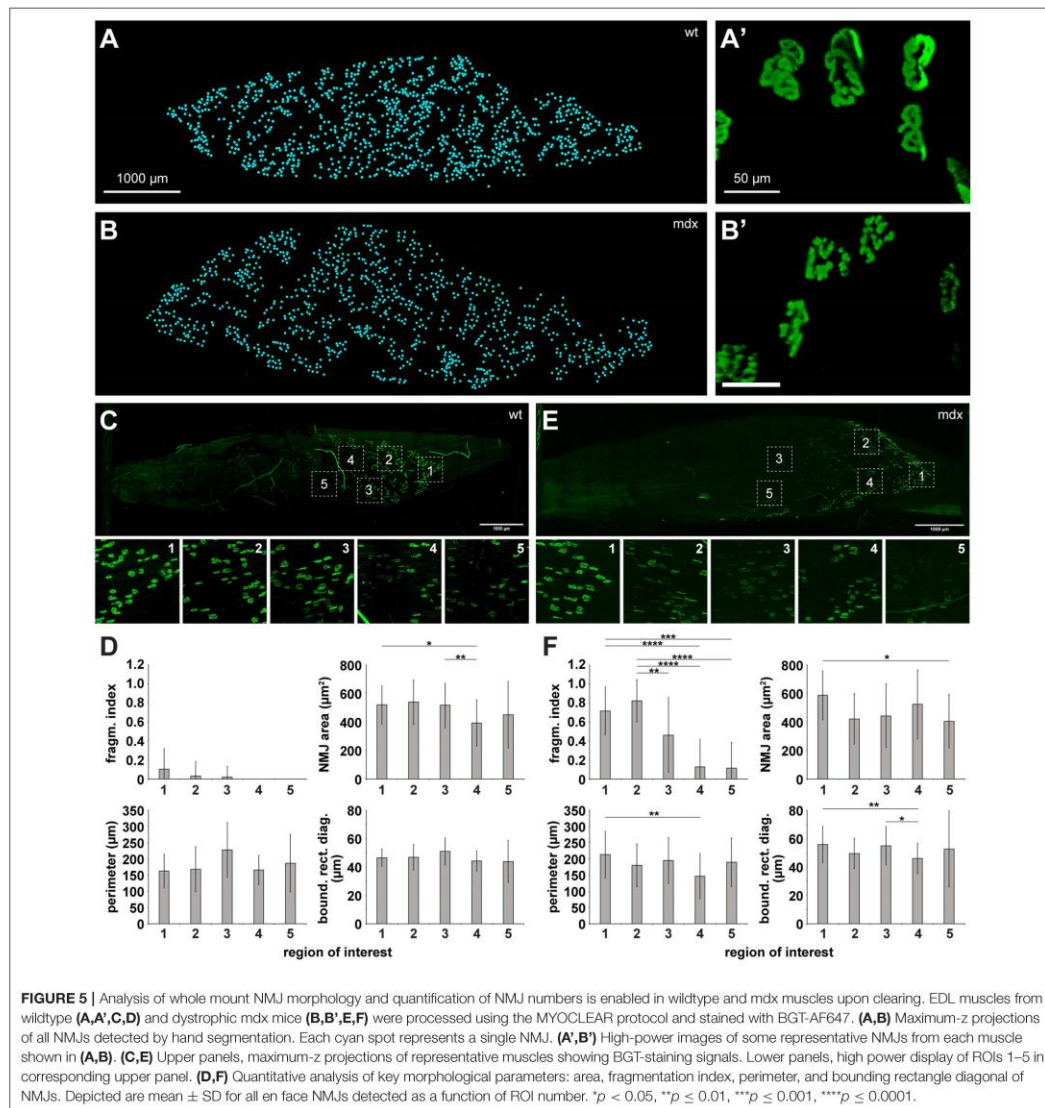 A
wt
1000 µm
A’
50 µm
B
mdx
B’
C
wt
4
2
1
5
3
1000 µm
1
2
3
4
5
E
mdx
2
3
1
4
5
1000 µm
1
2
3
4
5
D
fragm. index
1.2
1.0
0.8
0.6
0.4
0.2
0
1 2 3 4 5
*
**
NMJ area (µm²)
800
600
400
200
0
1 2 3 4 5
perimeter (µm)
350
300
250
200
150
100
50
0
1 2 3 4 5
bound. rect. diag.
(µm)
80
60
40
20
0
1 2 3 4 5
region of interest
F
***
****
****
****
**
fragm. index
1.2
1.0
0.8
0.6
0.4
0.2
0
1 2 3 4 5
*
NMJ area (µm²)
800
600
400
200
0
1 2 3 4 5
**
perimeter (µm)
350
300
250
200
150
100
50
0
1 2 3 4 5
**
*
bound. rect. diag.
(µm)
80
60
40
20
0
1 2 3 4 5
region of interest
FIGURE 5 | Analysis of whole mount NMJ morphology and quantification of NMJ numbers is enabled in wildtype and mdx muscles upon clearing. EDL muscles from
wildtype (A,A’,C,D) and dystrophic mdx mice (B,B’,E,F) were processed using the MYOCLEAR protocol and stained with BGT-AF647. (A,B) Maximum-z projections
of all NMJs detected by hand segmentation. Each cyan spot represents a single NMJ. (A’,B’) High-power images of some representative NMJs from each muscle
shown in (A,B). (C,E) Upper panels, maximum-z projections of representative muscles showing BGT-staining signals. Lower panels, high power display of ROIs 1–5 in
corresponding upper panel. (D,F) Quantitative analysis of key morphological parameters: area, fragmentation index, perimeter, and bounding rectangle diagonal of
NMJs. Depicted are mean ± SD for all en face NMJs detected as a function of ROI number. *p < 0.05, **p ≤ 0.01, ***p ≤ 0.001, ****p ≤ 0.0001.